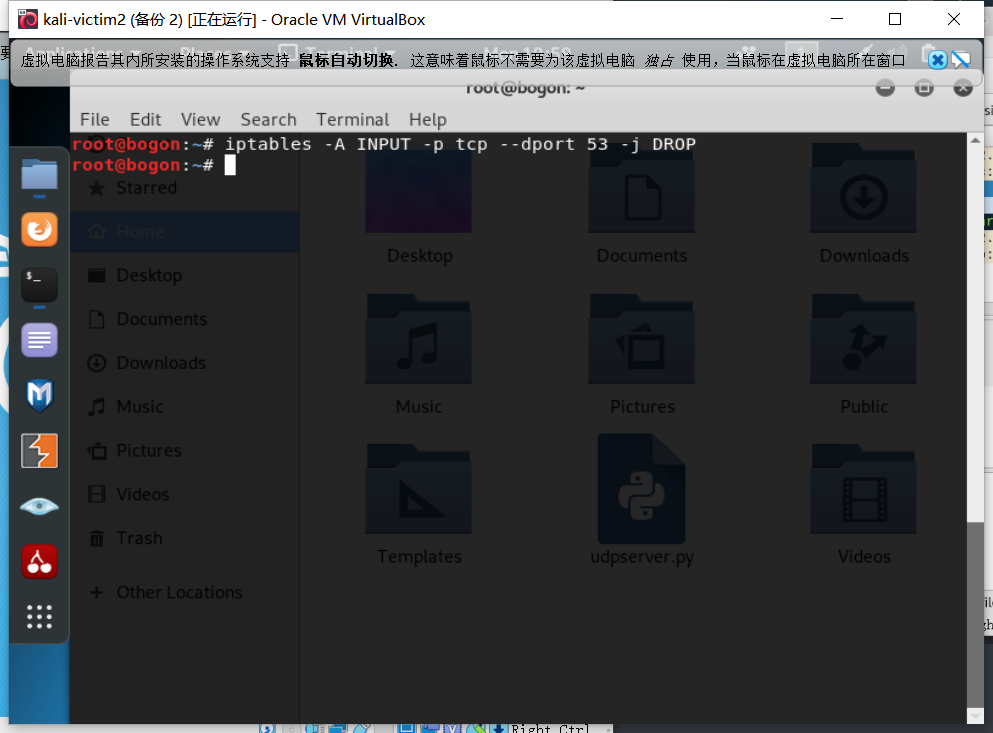 kali-victim2 (备份 2) [正在运行] - Oracle VM VirtualBox
虚拟电脑报告其内所安装的操作系统支持 鼠标自动切换. 这意味着鼠标不需要为该虚拟电脑 独占 使用，当鼠标在虚拟电脑所在窗口
root@bogon: ~
File Edit View Search Terminal Help
root@bogon:~# iptables -A INPUT -p tcp --dport 53 -j DROP
root@bogon:~#
Starred
Home
Desktop
Documents
Downloads
Music
Pictures
Videos
Trash
Other Locations
Desktop Documents Downloads
Music Pictures Public
Templates udpserver.py Videos
Right Ctrl